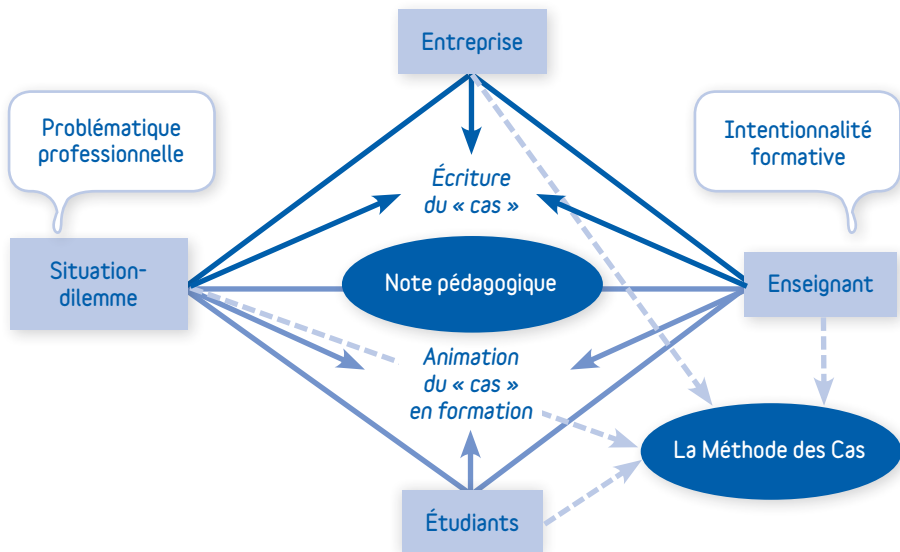 Entreprise
Problématique
professionnelle
Intentionnalité
formative
Écriture
du « cas »
Situation-
dilemme
Note pédagogique
Enseignant
Animation
du « cas »
en formation
La Méthode des Cas
Étudiants